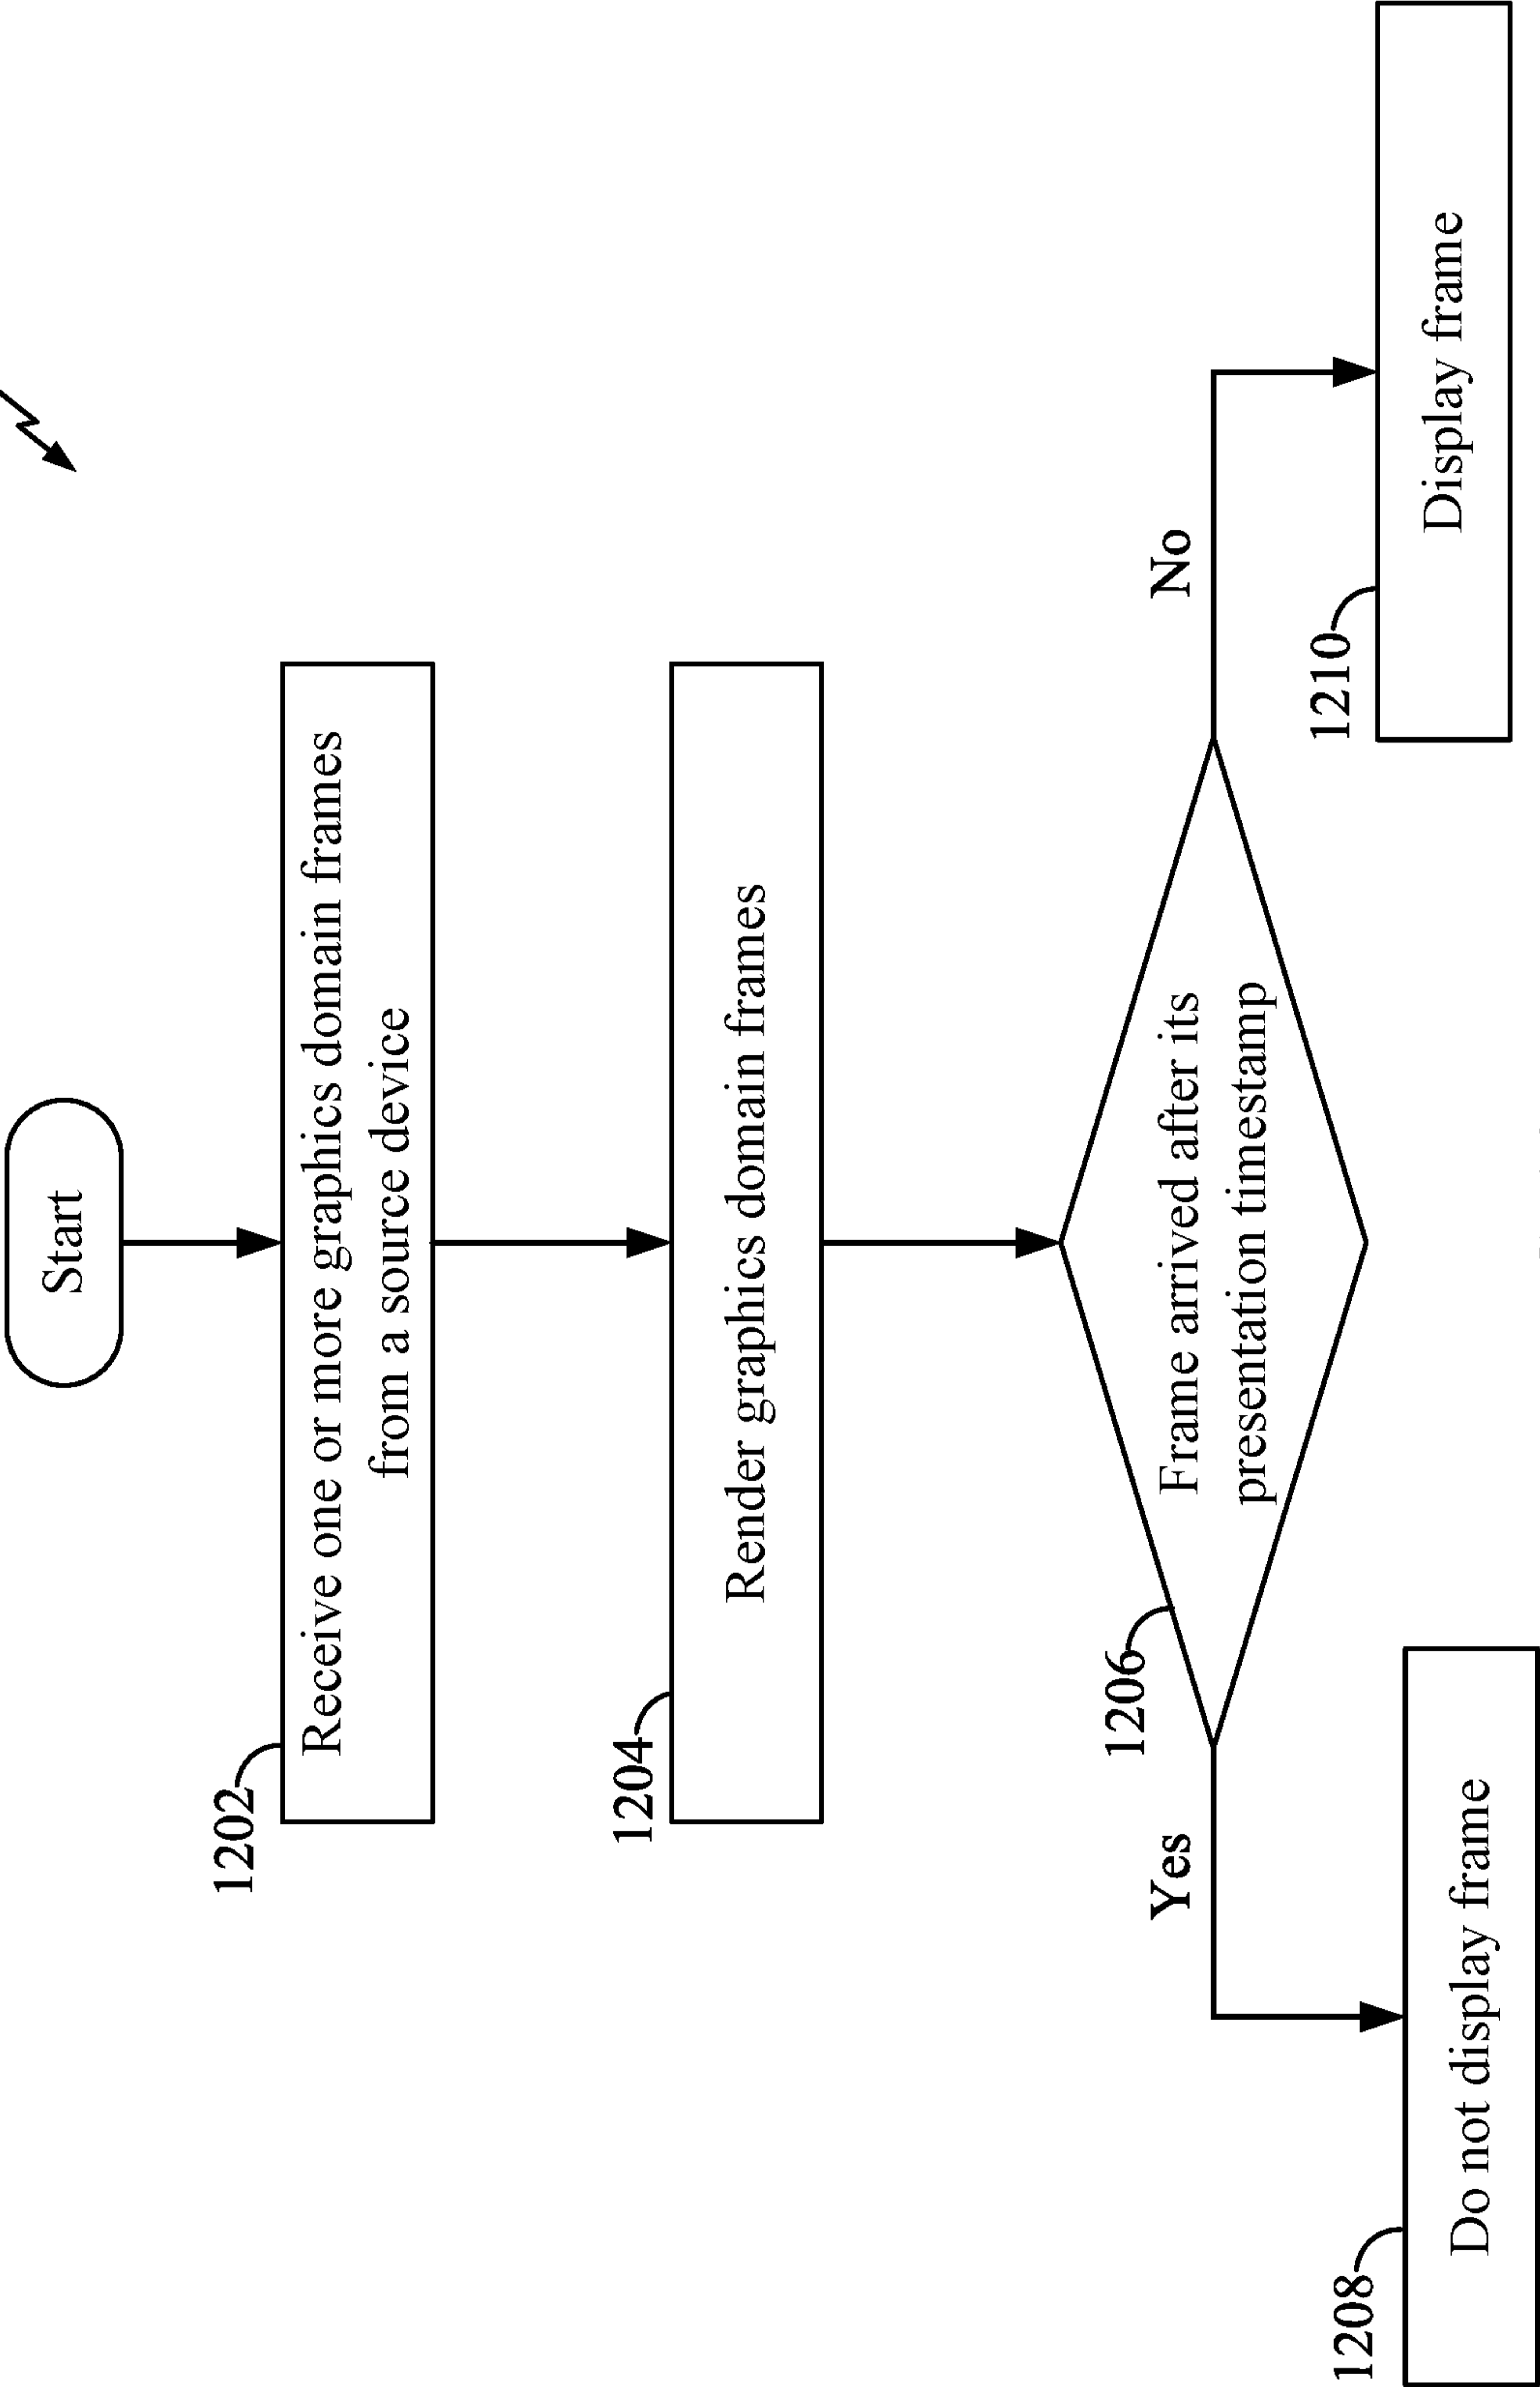 Start
1202
Receive one or more graphics domain frames
from a source device
1204
Render graphics domain frames
1206
Frame arrived after its
presentation timestamp
Yes
No
1208
Do not display frame
1210
Display frame